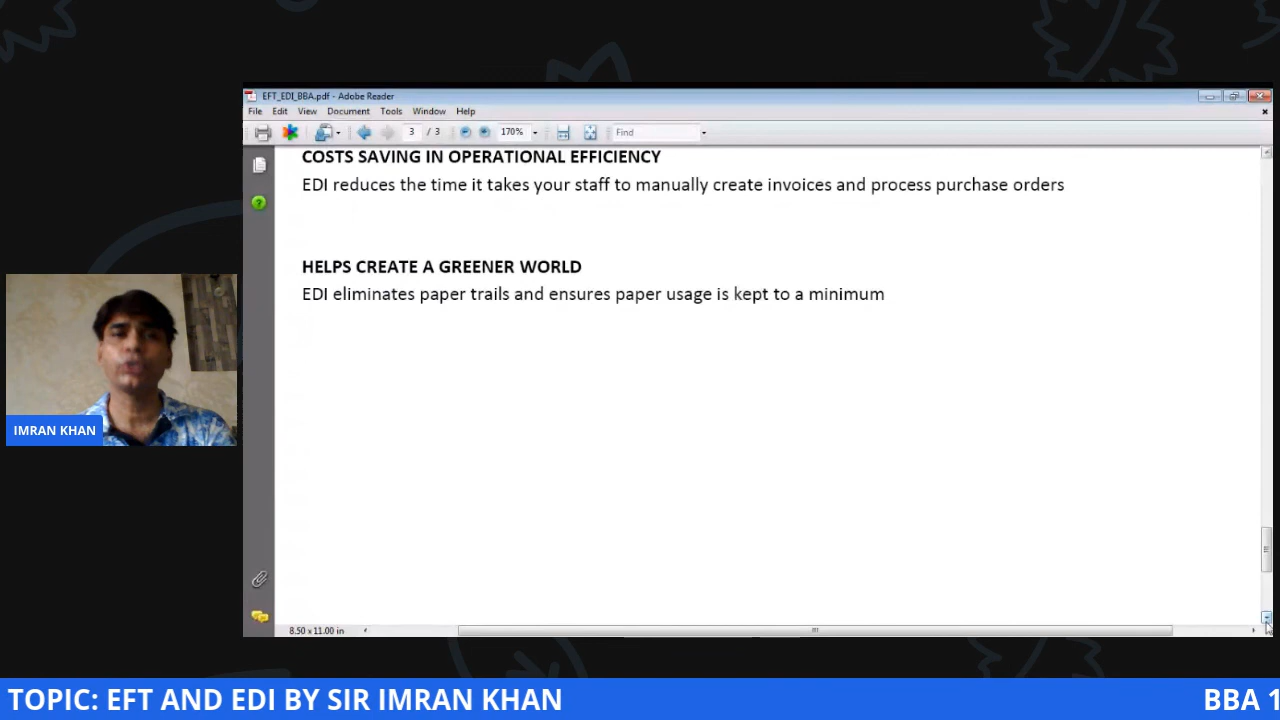 EFT_EDI_BBA.pdf - Adobe Reader
File Edit View Document Tools Window Help
3 / 3 170% Find
COSTS SAVING IN OPERATIONAL EFFICIENCY
EDI reduces the time it takes your staff to manually create invoices and process purchase orders
HELPS CREATE A GREENER WORLD
EDI eliminates paper trails and ensures paper usage is kept to a minimum
IMRAN KHAN
8.50 x 11.00 in
TOPIC: EFT AND EDI BY SIR IMRAN KHAN
BBA 1